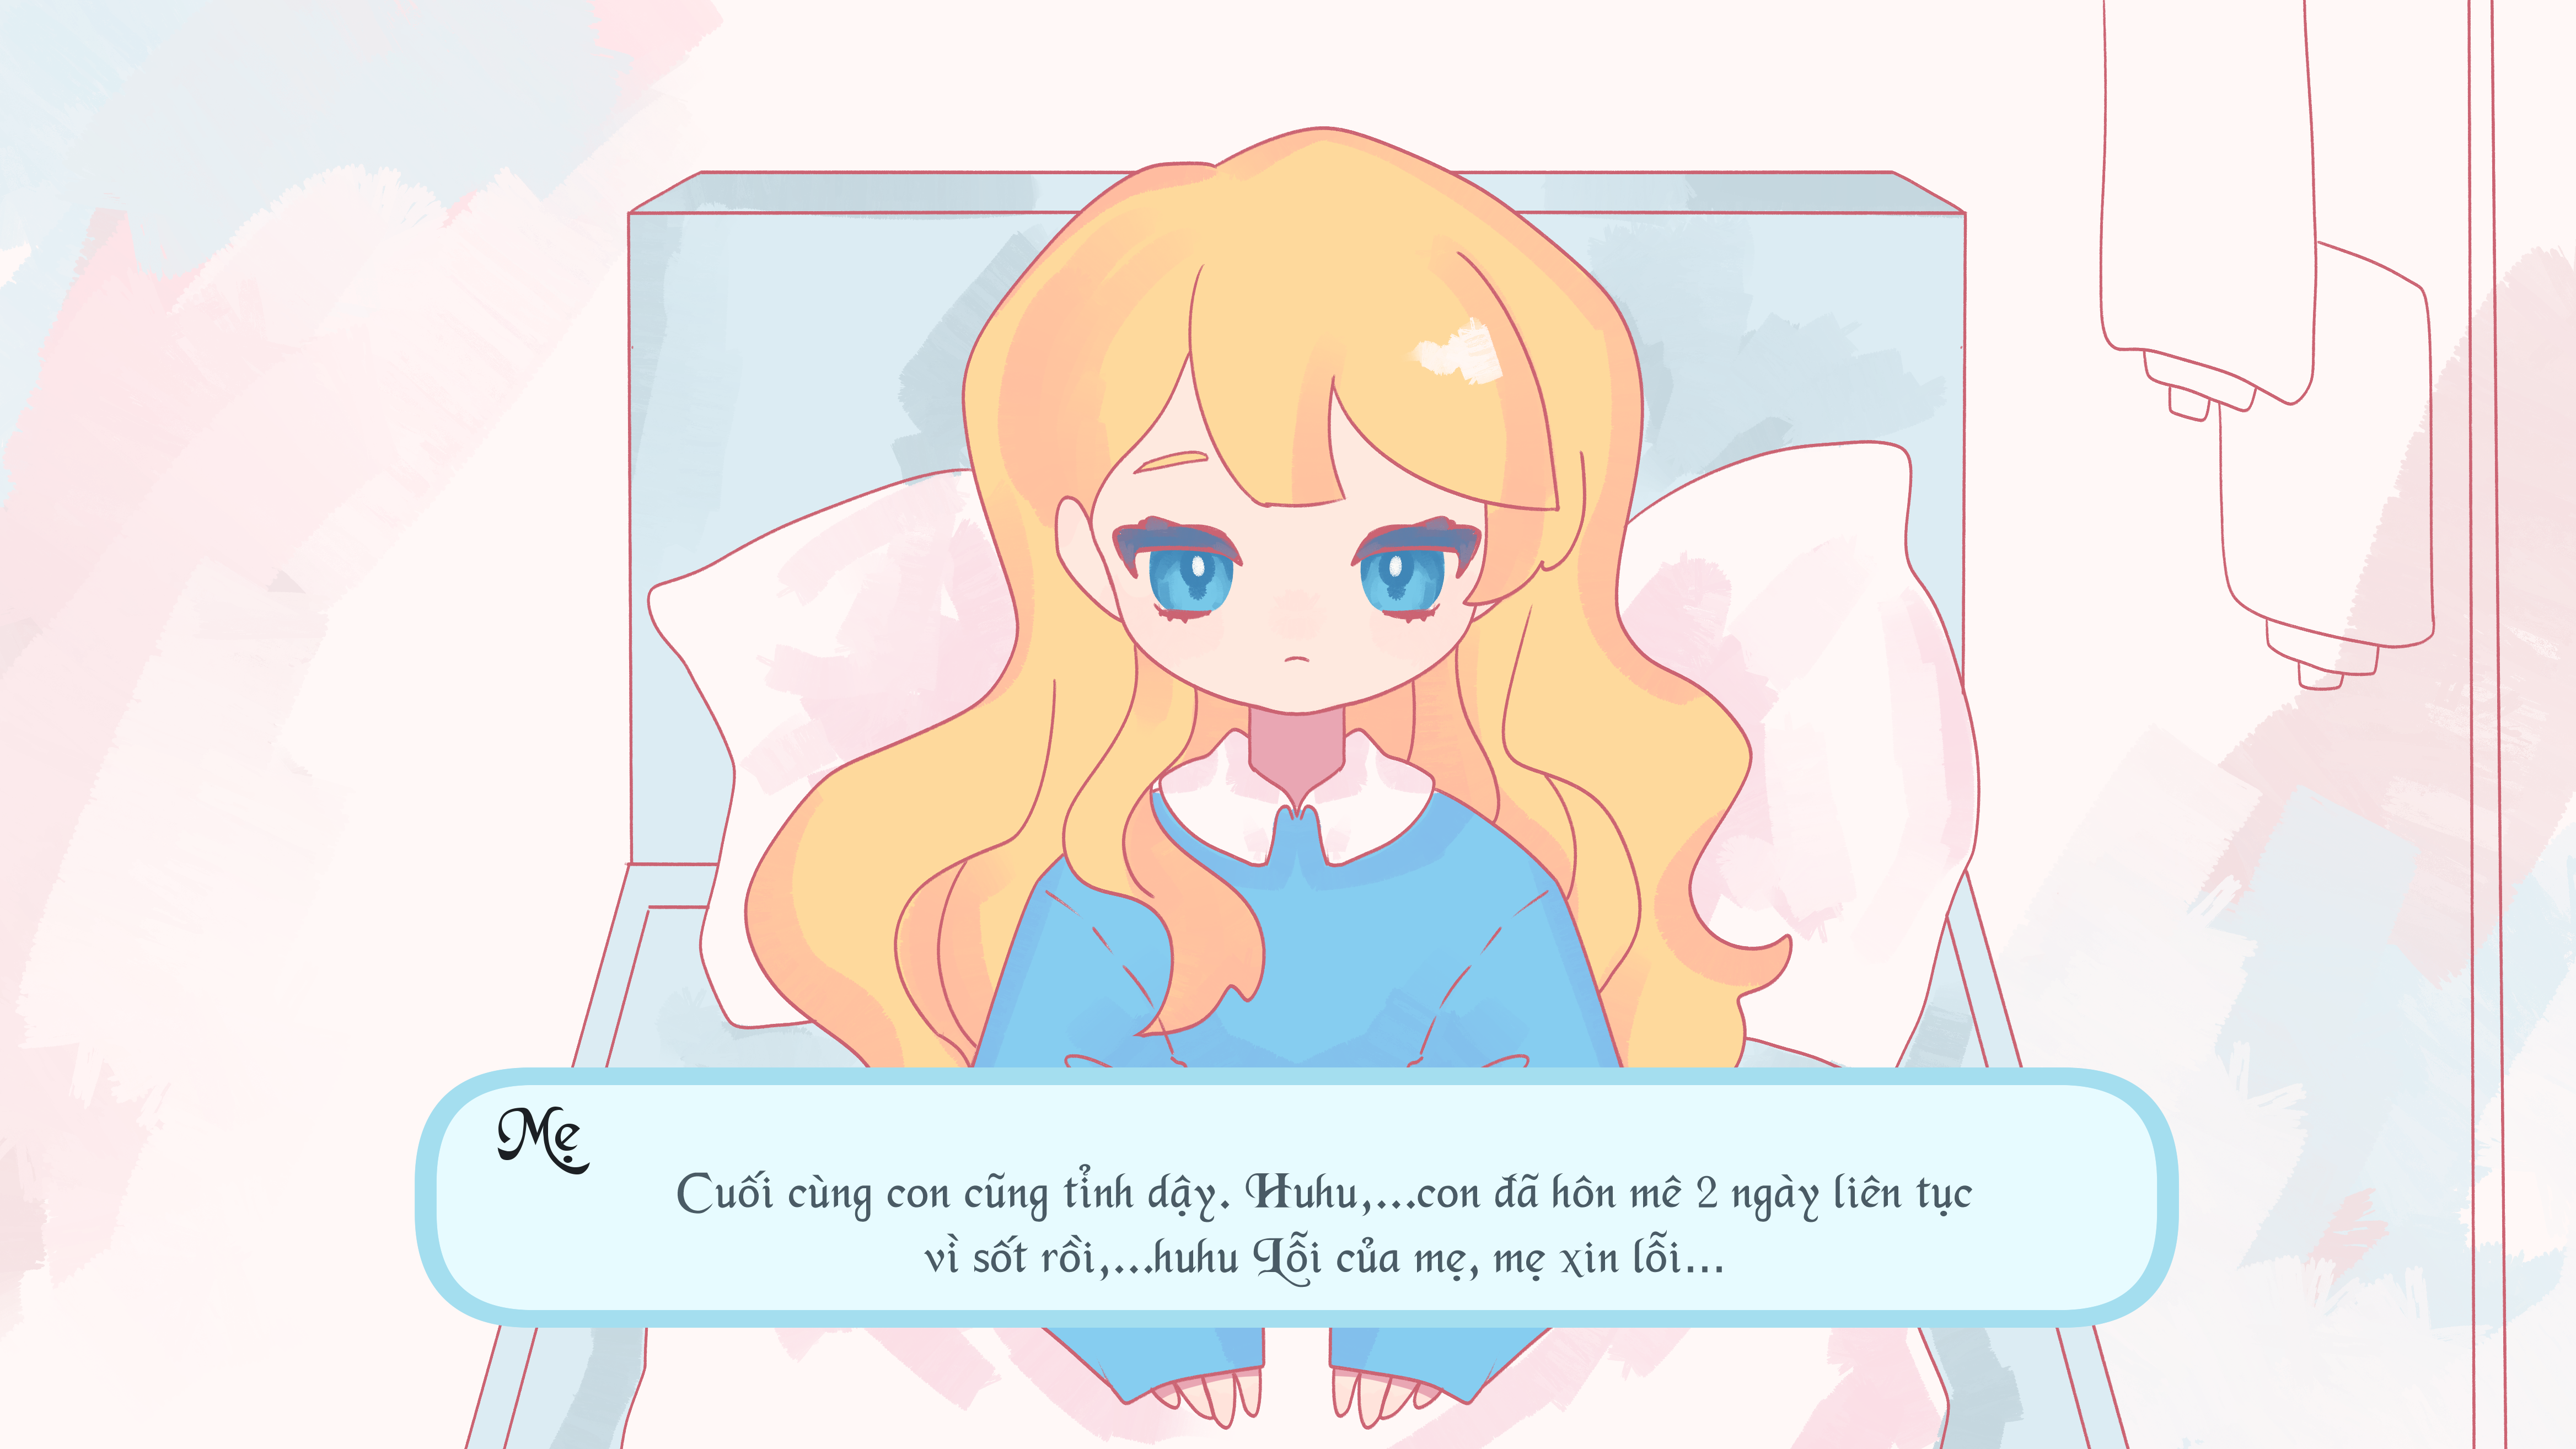 Mẹ
Cuối cùng con cũng tỉnh dậy. Huhu,...con đã hôn mê 2 ngày liên tục
vì sốt rồi,...huhu Lỗi của mẹ, mẹ xin lỗi...